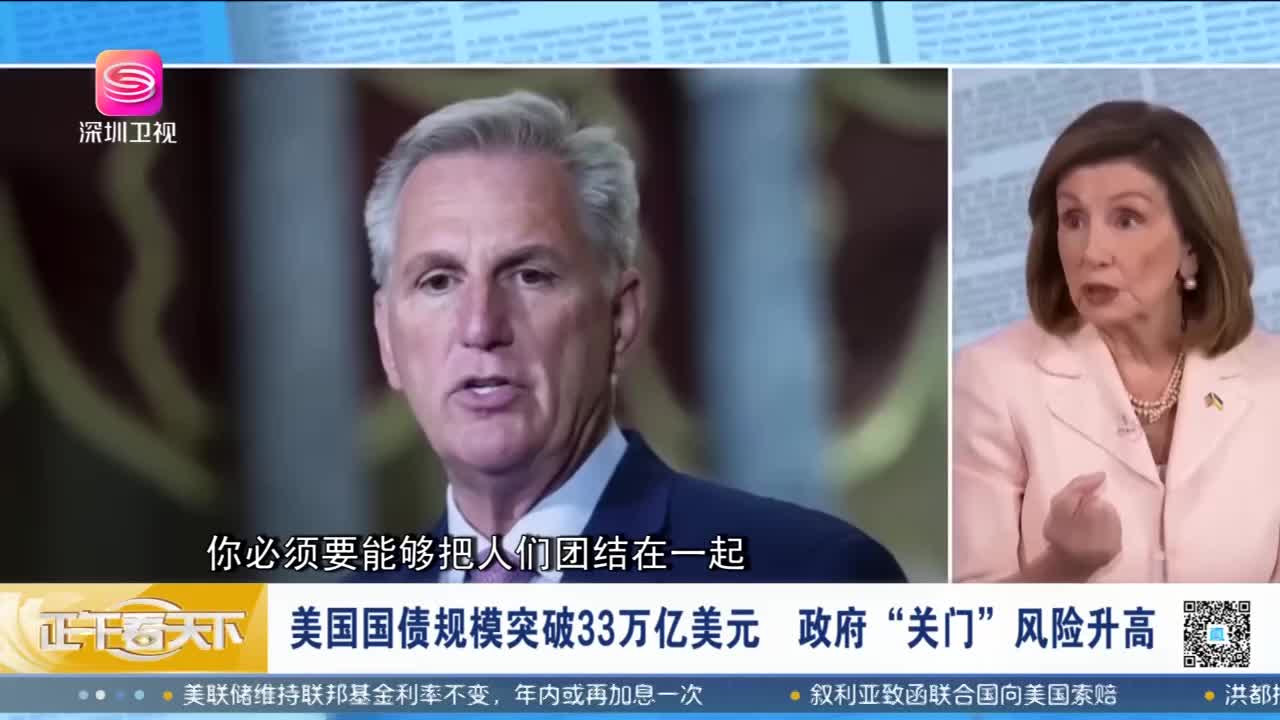 深圳卫视
你必须要能够把人们团结在一起
正午看天下
美国国债规模突破33万亿美元 政府“关门”风险升高
美联储维持联邦基金利率不变，年内或再加息一次
叙利亚致函联合国向美国索赔
洪都